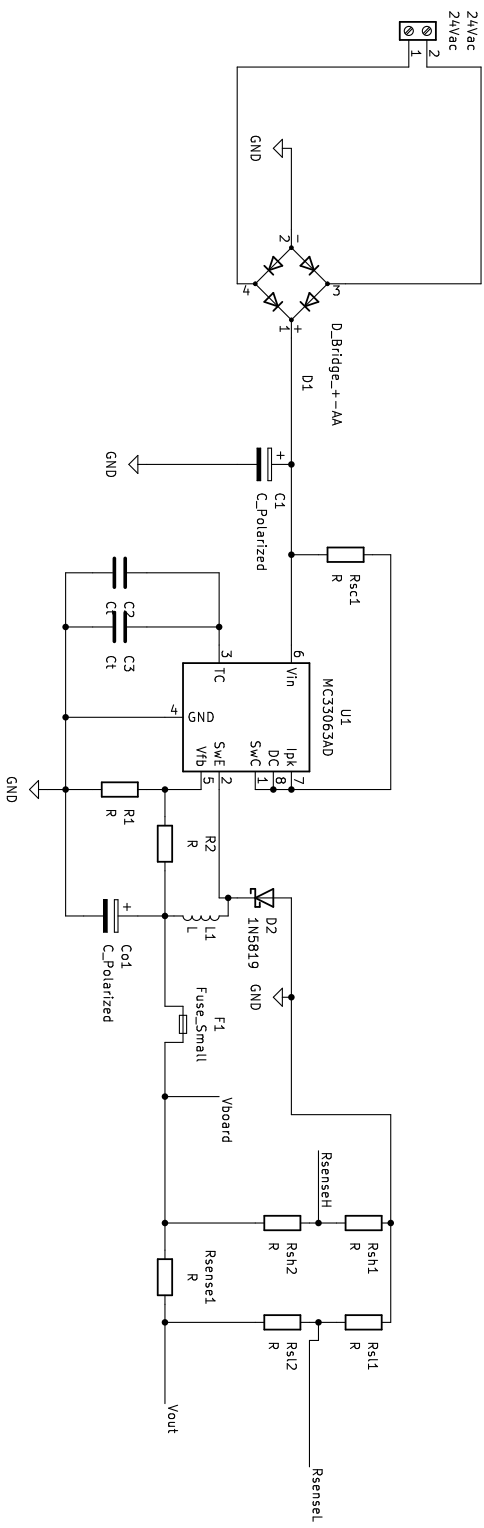 24Vac
24Vac
1
2
GND
2
-
4
3
1
+
D_Bridge_+-AA
D1
GND
+
C1
C_Polarized
Rsc1
R
C2
Ct
C3
Ct
3
TC
6
Vin
U1
MC33063AD
4
GND
Vfb
5
SwE
2
SwC
1
DC
8
Ipk
7
GND
R1
R
R2
R
+
Co1
C_Polarized
L1
L
D2
1N5819
GND
F1
Fuse_Small
Vboard
RsenseH
Rsh2
R
Rsh1
R
Rsense1
R
Rsl2
R
Rsl1
R
Vout
RsenseL